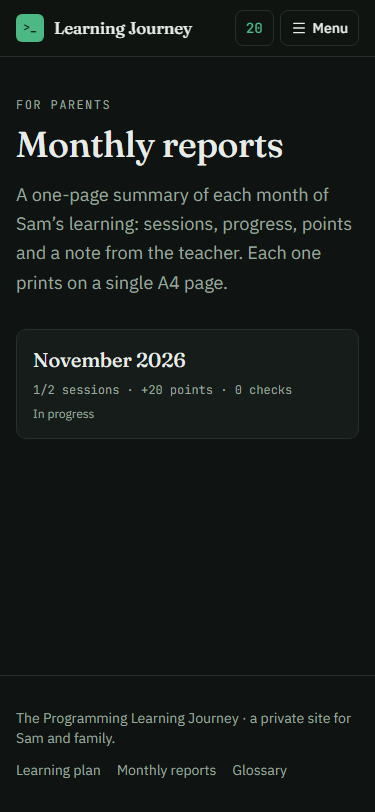 >_ Learning Journey 20 ☰ Menu
FOR PARENTS
Monthly reports
A one-page summary of each month of
Sam’s learning: sessions, progress, points
and a note from the teacher. Each one
prints on a single A4 page.
November 2026
1/2 sessions · +20 points · 0 checks
In progress
The Programming Learning Journey · a private site for
Sam and family.
Learning plan Monthly reports Glossary